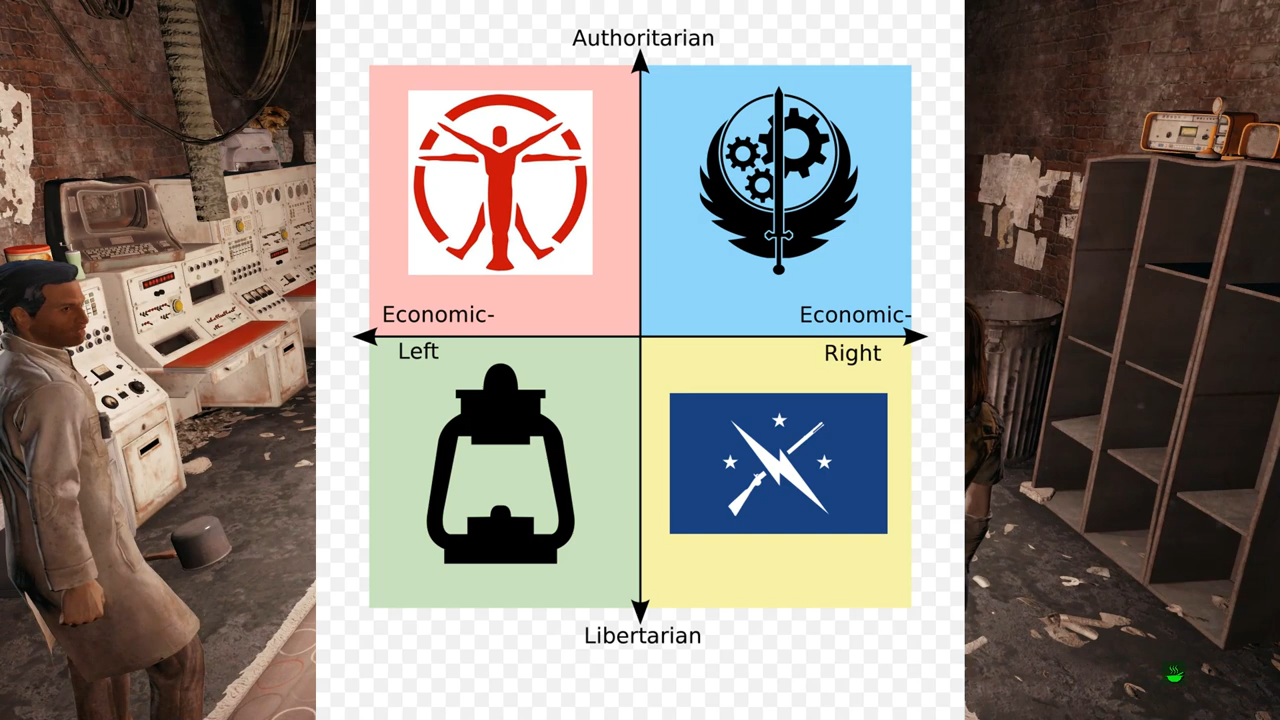 Authoritarian
Economic-
Left
Economic-
Right
Libertarian